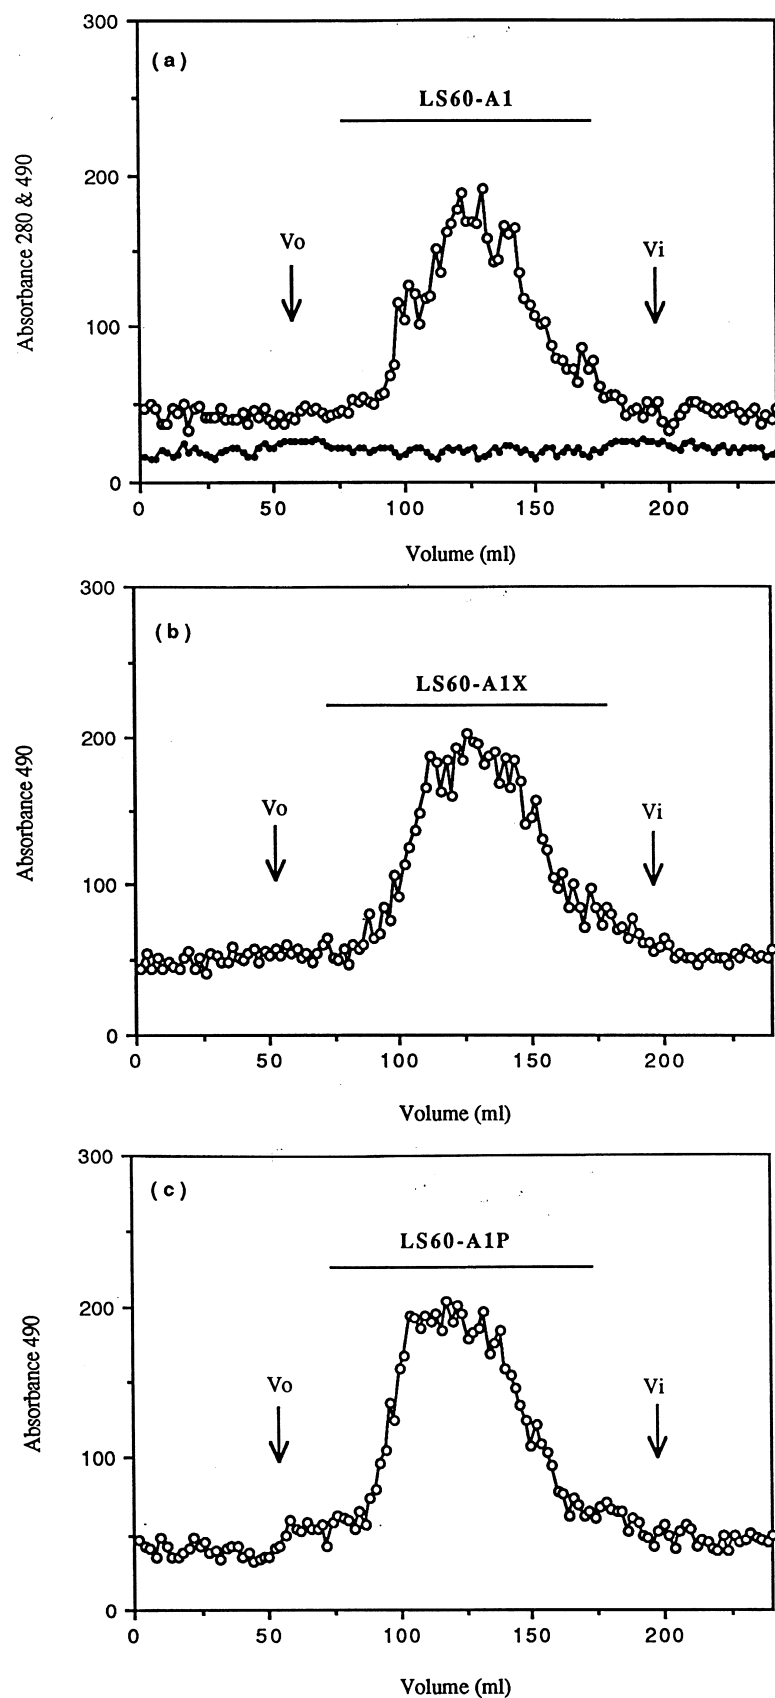 300
(a)
LS60-A1
200
Vo
Vi
Absorbance 280 & 490
100
0
0 50 100 150 200
Volume (ml)
300
(b)
LS60-A1X
200
Vo
Vi
Absorbance 490
100
0
0 50 100 150 200
Volume (ml)
300
(c)
LS60-A1P
200
Vo
Vi
Absorbance 490
100
0
0 50 100 150 200
Volume (ml)